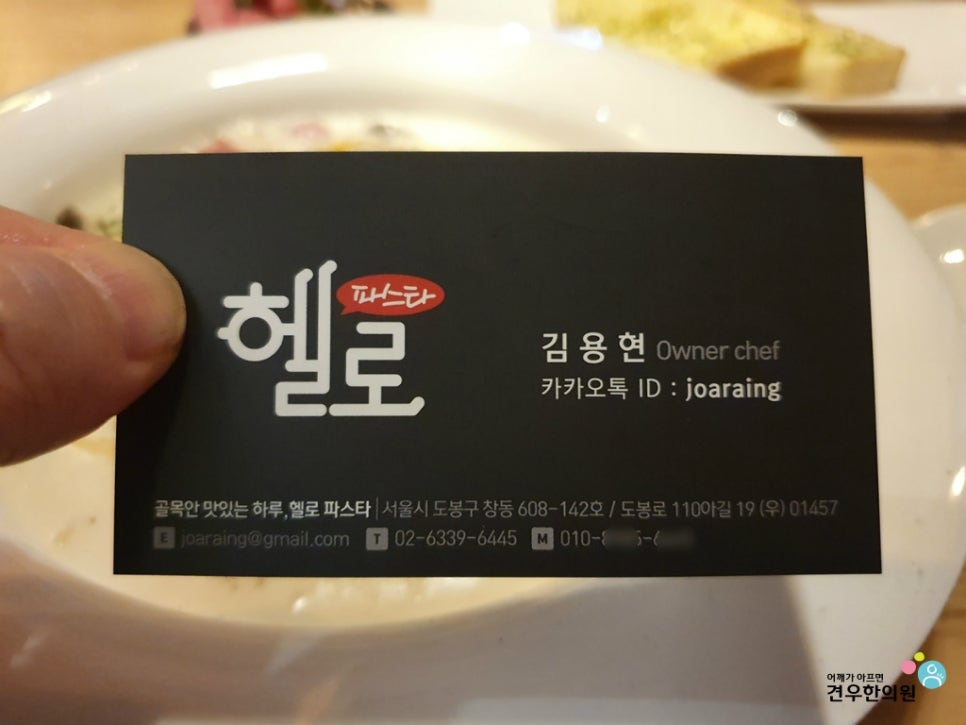 헬로
파스타
김용현 Owner chef
카카오톡 ID : joaraing
골목안 맛있는 하루, 헬로 파스타 | 서울시 도봉구 창동 608-142호 / 도봉로 110아길 19 (우) 01457
E joaraing@gmail.com T 02-6339-6445 M 010-
어깨가 아프면
견우한의원